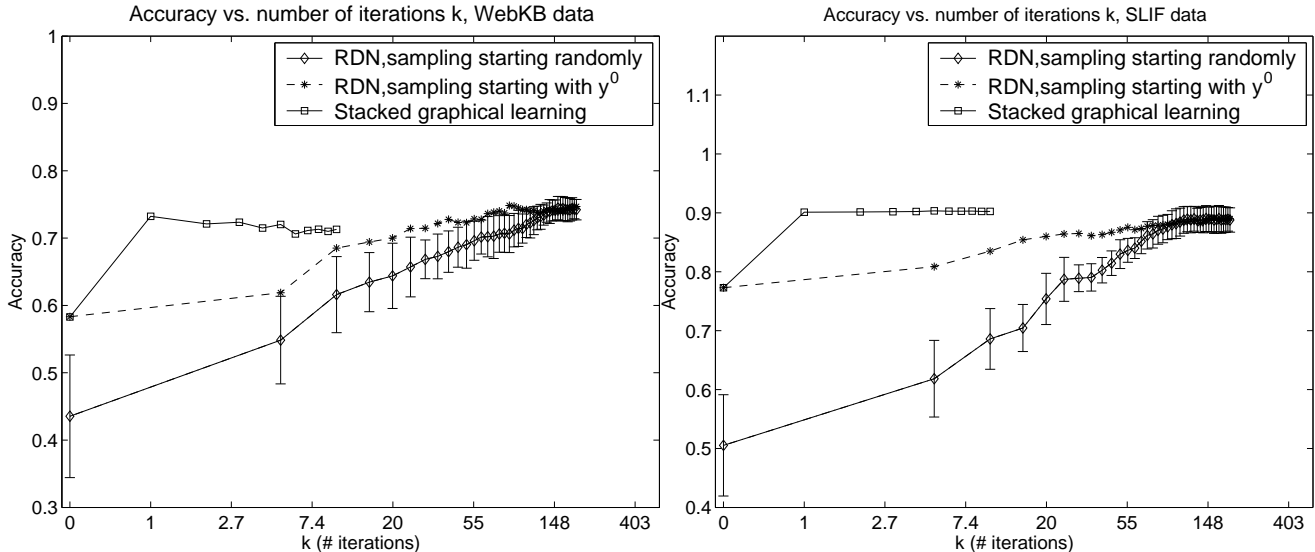 Accuracy vs. number of iterations k, WebKB data
RDN,sampling starting randomly
RDN,sampling starting with y^0
Stacked graphical learning
1
0.9
0.8
0.7
0.6
0.5
0.4
0.3
Accuracy
0 1 2.7 7.4 20 55 148 403
k (# iterations)
Accuracy vs. number of iterations k, SLIF data
RDN,sampling starting randomly
RDN,sampling starting with y^0
Stacked graphical learning
1.1
1
0.9
0.8
0.7
0.6
0.5
0.4
Accuracy
0 1 2.7 7.4 20 55 148 403
k (# iterations)